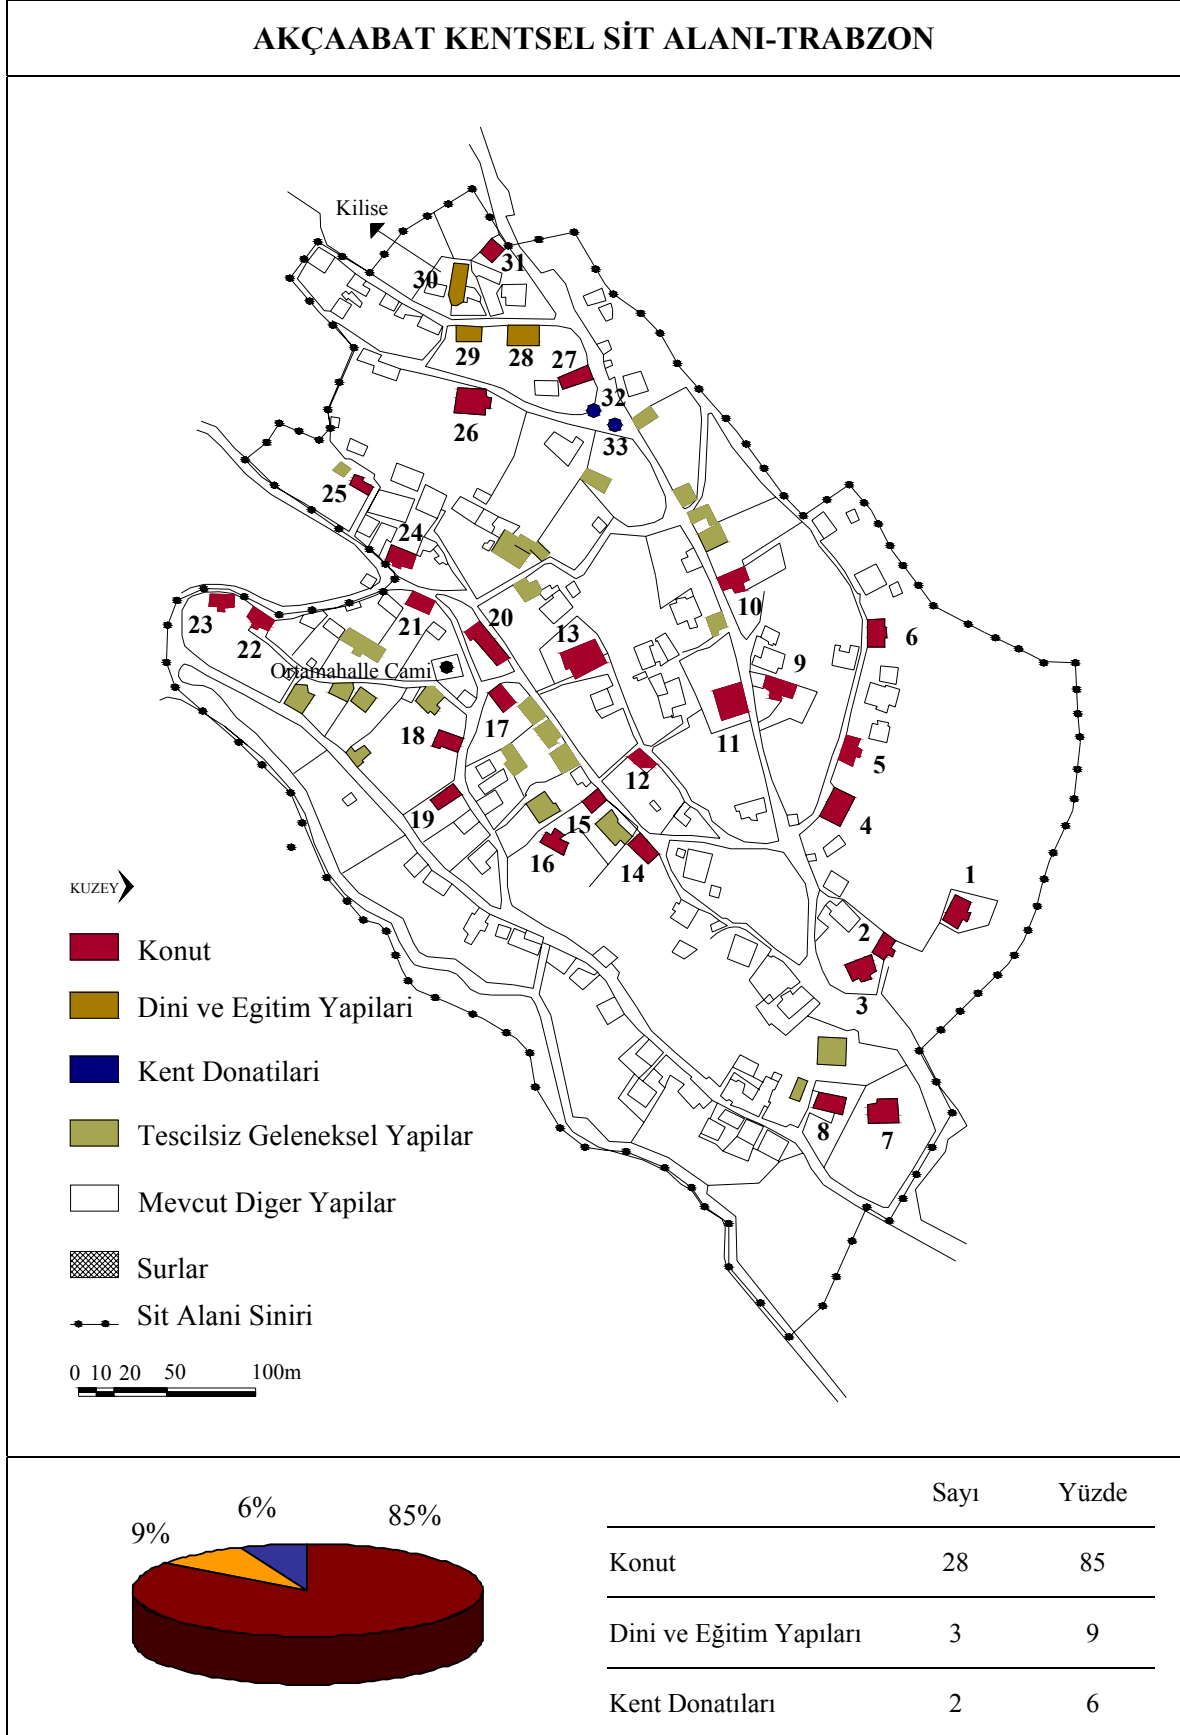 AKÇAABAT KENTSEL SİT ALANI-TRABZON
Kilise
31
30
29
28
27
32
33
26
25
24
23
22
21
20
13
10
6
9
Ortamahalle Cami
17
11
18
5
12
19
15
4
16
14
1
2
3
8
7
KUZEY
Konut
Dini ve Egitim Yapilari
Kent Donatilari
Tescilsiz Geleneksel Yapilar
Mevcut Diger Yapilar
Surlar
Sit Alani Siniri
0 10 20 50 100m
9% 6% 85%
Sayı Yüzde
Konut 28 85
Dini ve Eğitim Yapıları 3 9
Kent Donatıları 2 6